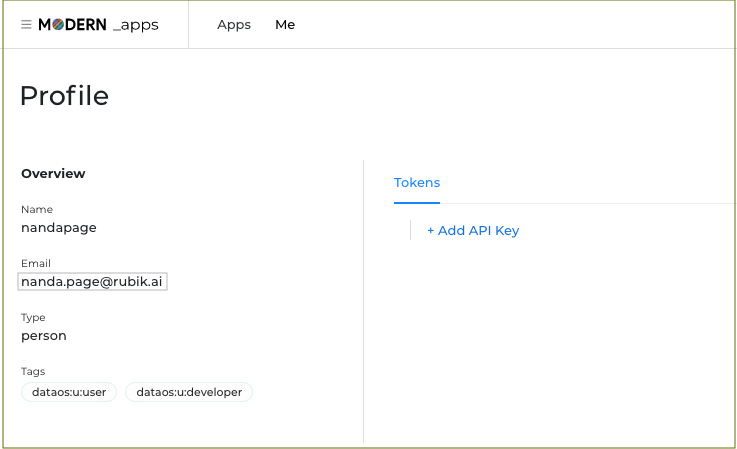 MODERN _apps
Apps Me
Profile
Overview
Name
nandapage
Email
nanda.page@rubik.ai
Type
person
Tags
dataos:u:user dataos:u:developer
Tokens
+ Add API Key